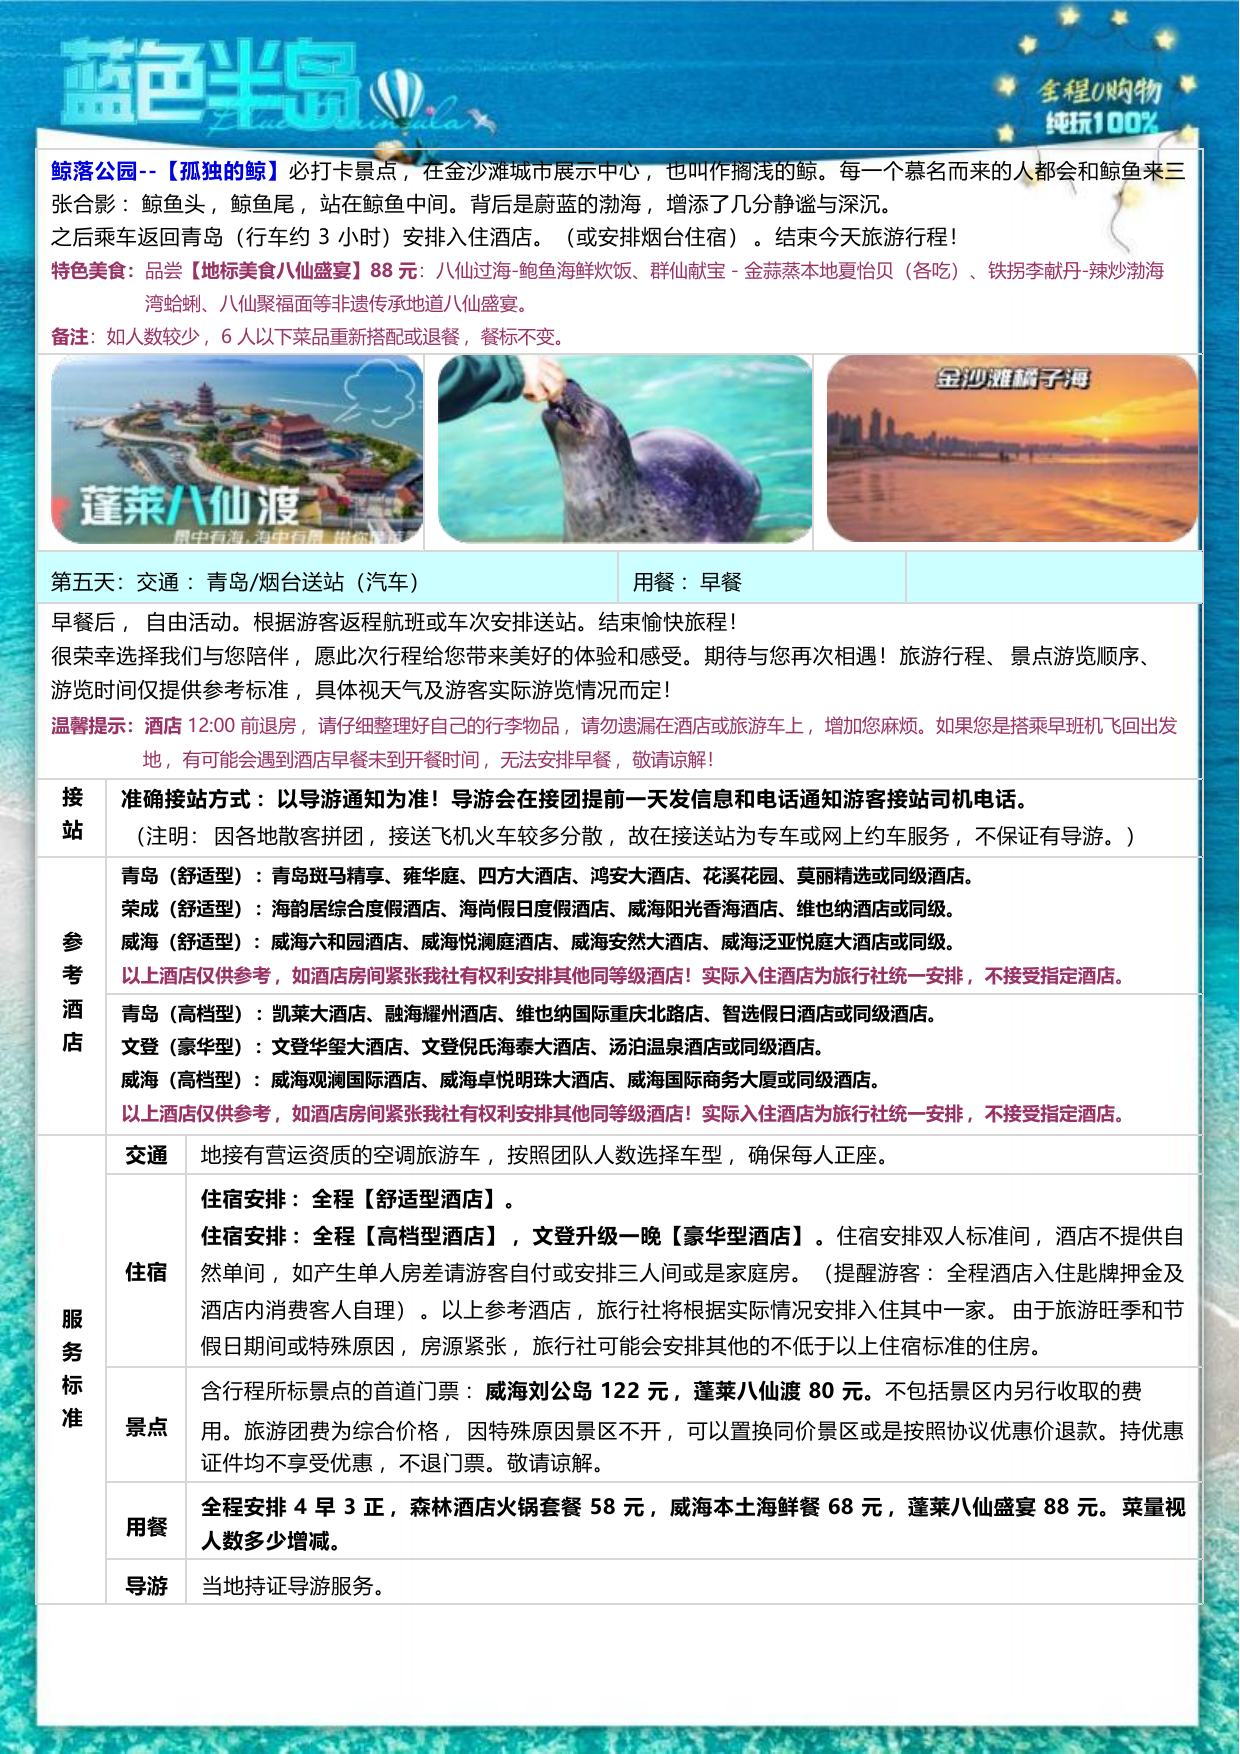 蓝色半岛
全程0购物
纯玩100%
鲸落公园--【孤独的鲸】必打卡景点，在金沙滩城市展示中心，也叫作搁浅的鲸。每一个慕名而来的人都会和鲸鱼来三
张合影：鲸鱼头，鲸鱼尾，站在鲸鱼中间。背后是蔚蓝的渤海，增添了几分静谧与深沉。
之后乘车返回青岛（行车约 3 小时）安排入住酒店。（或安排烟台住宿）。结束今天旅游行程！
特色美食：品尝【地标美食八仙盛宴】88 元：八仙过海-鲍鱼海鲜炊饭、群仙献宝 - 金蒜蒸本地夏怡贝（各吃）、铁拐李献丹-辣炒渤海
湾蛤蜊、八仙聚福面等非遗传承地道八仙盛宴。
备注：如人数较少，6 人以下菜品重新搭配或退餐，餐标不变。
蓬莱八仙渡
景中有海，海中有景
金沙滩橘子海
第五天：交通：青岛/烟台送站（汽车）
用餐：早餐
早餐后，自由活动。根据游客返程航班或车次安排送站。结束愉快旅程！
很荣幸选择我们与您陪伴，愿此次行程给您带来美好的体验和感受。期待与您再次相遇！旅游行程、景点游览顺序、
游览时间仅提供参考标准，具体视天气及游客实际游览情况而定！
温馨提示：酒店 12:00 前退房，请仔细整理好自己的行李物品，请勿遗漏在酒店或旅游车上，增加您麻烦。如果您是搭乘早班机飞回出发
地，有可能会遇到酒店早餐未到开餐时间，无法安排早餐，敬请谅解！
接站
准确接站方式：以导游通知为准！导游会在接团提前一天发信息和电话通知游客接站司机电话。
（注明：因各地散客拼团，接送飞机火车较多分散，故在接送站为专车或网上约车服务，不保证有导游。）
参考酒店
青岛（舒适型）：青岛斑马精享、雍华庭、四方大酒店、鸿安大酒店、花溪花园、莫丽精选或同级酒店。
荣成（舒适型）：海韵居综合度假酒店、海尚假日度假酒店、威海阳光香海酒店、维也纳酒店或同级。
威海（舒适型）：威海六和园酒店、威海悦澜庭酒店、威海安然大酒店、威海泛亚悦庭大酒店或同级。
以上酒店仅供参考，如酒店房间紧张我社有权利安排其他同等级酒店！实际入住酒店为旅行社统一安排，不接受指定酒店。
青岛（高档型）：凯莱大酒店、融海耀州酒店、维也纳国际重庆北路店、智选假日酒店或同级酒店。
文登（豪华型）：文登华玺大酒店、文登倪氏海泰大酒店、汤泊温泉酒店或同级酒店。
威海（高档型）：威海观澜国际酒店、威海卓悦明珠大酒店、威海国际商务大厦或同级酒店。
以上酒店仅供参考，如酒店房间紧张我社有权利安排其他同等级酒店！实际入住酒店为旅行社统一安排，不接受指定酒店。
服务标准
交通
地接有营运资质的空调旅游车，按照团队人数选择车型，确保每人正座。
住宿
住宿安排：全程【舒适型酒店】。
住宿安排：全程【高档型酒店】，文登升级一晚【豪华型酒店】。住宿安排双人标准间，酒店不提供自
然单间，如产生单人房差请游客自付或安排三人间或是家庭房。（提醒游客：全程酒店入住匙牌押金及
酒店内消费客人自理）。以上参考酒店，旅行社将根据实际情况安排入住其中一家。由于旅游旺季和节
假日期间或特殊原因，房源紧张，旅行社可能会安排其他的不低于以上住宿标准的住房。
景点
含行程所标景点的首道门票：威海刘公岛 122 元，蓬莱八仙渡 80 元。不包括景区内另行收取的费
用。旅游团费为综合价格，因特殊原因景区不开，可以置换同价景区或是按照协议优惠价退款。持优惠
证件均不享受优惠，不退门票。敬请谅解。
用餐
全程安排 4 早 3 正，森林酒店火锅套餐 58 元，威海本土海鲜餐 68 元，蓬莱八仙盛宴 88 元。菜量视
人数多少增减。
导游
当地持证导游服务。